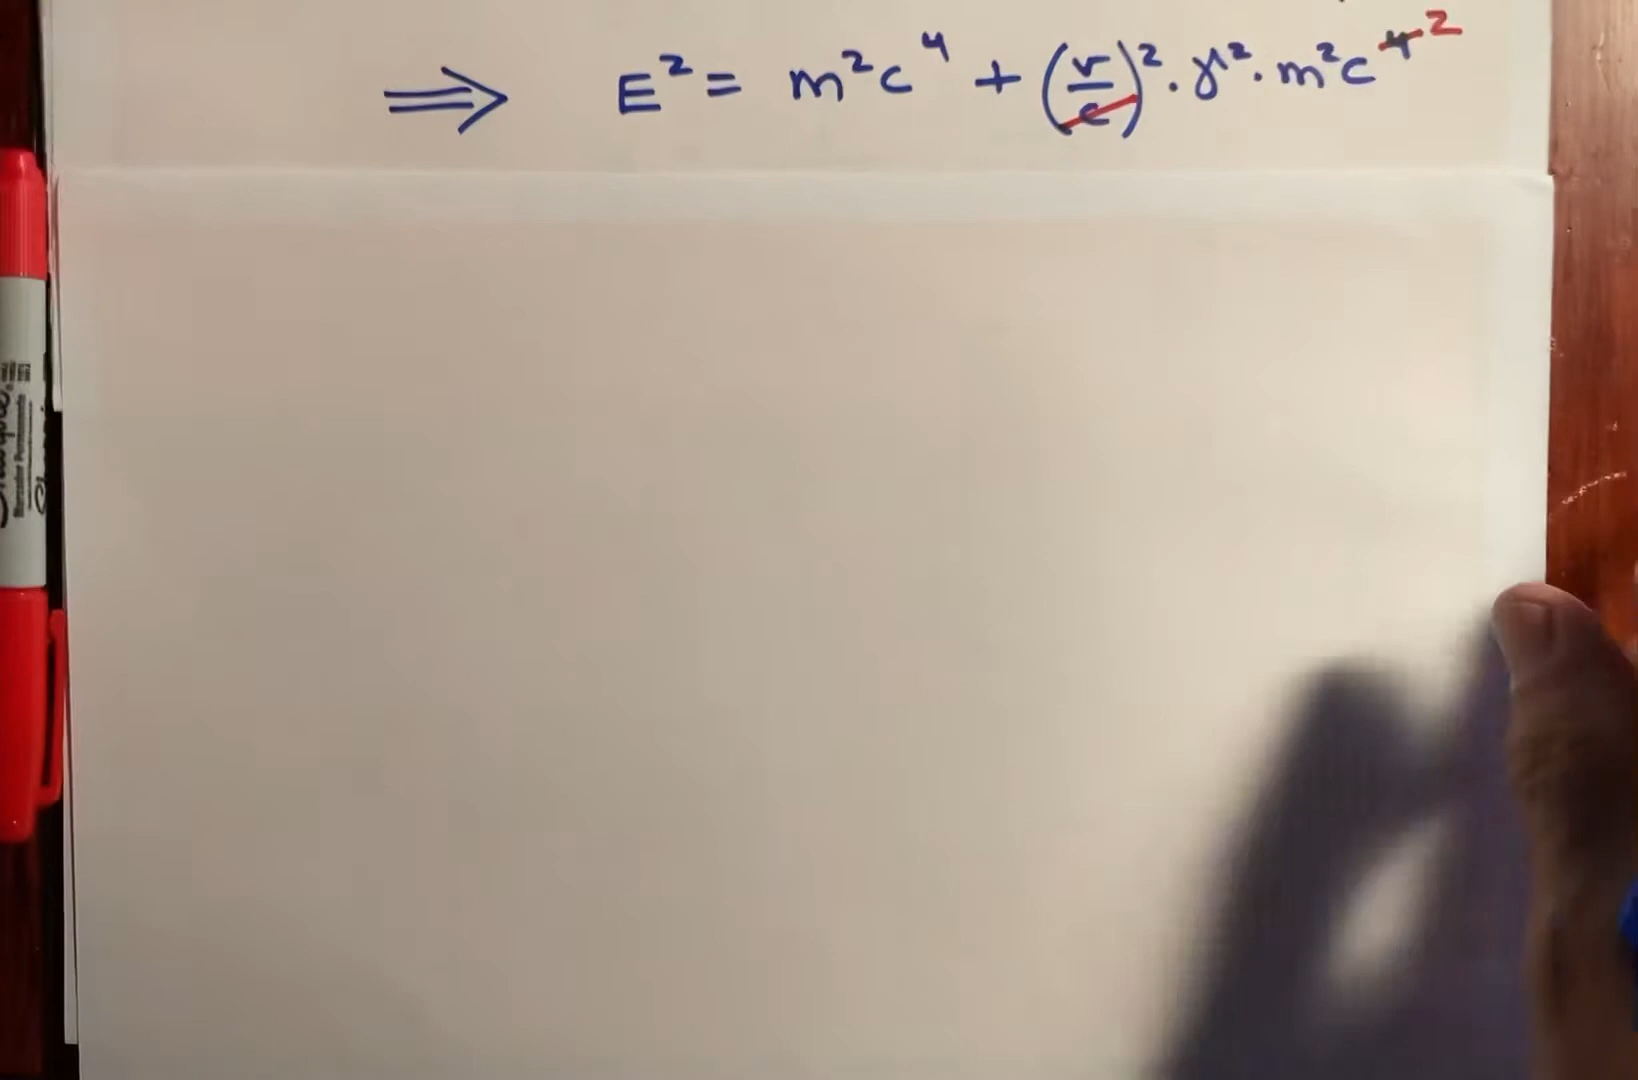 ⟹ E² = m²c⁴ + (v/c)² · γ² · m²c⁴ ²